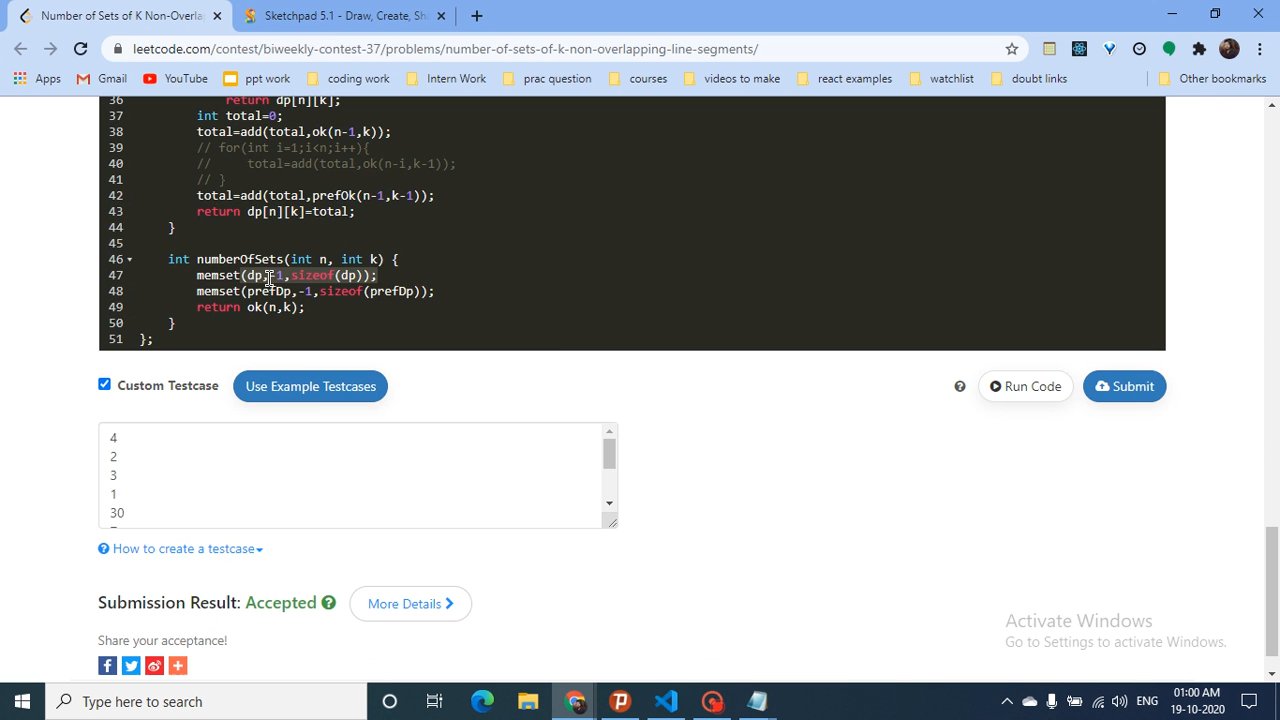 Number of Sets of K Non-Overla
Sketchpad 5.1 - Draw, Create, Sh
leetcode.com/contest/biweekly-contest-37/problems/number-of-sets-of-k-non-overlapping-line-segments/
Apps Gmail YouTube ppt work coding work Intern Work prac question courses videos to make react examples watchlist doubt links Other bookmarks
36 return dp[n][k];
37 int total=0;
38 total=add(total,ok(n-1,k));
39 // for(int i=1;i<n;i++){
40 // total=add(total,ok(n-i,k-1));
41 // }
42 total=add(total,prefOk(n-1,k-1));
43 return dp[n][k]=total;
44 }
45
46 int numberOfSets(int n, int k) {
47 memset(dp,-1,sizeof(dp));
48 memset(prefDp,-1,sizeof(prefDp));
49 return ok(n,k);
50 }
51 };
Custom Testcase Use Example Testcases Run Code Submit
4
2
3
1
30
How to create a testcase
Submission Result: Accepted More Details
Share your acceptance!
Activate Windows
Go to Settings to activate Windows.
Type here to search
ENG
01:00 AM
19-10-2020